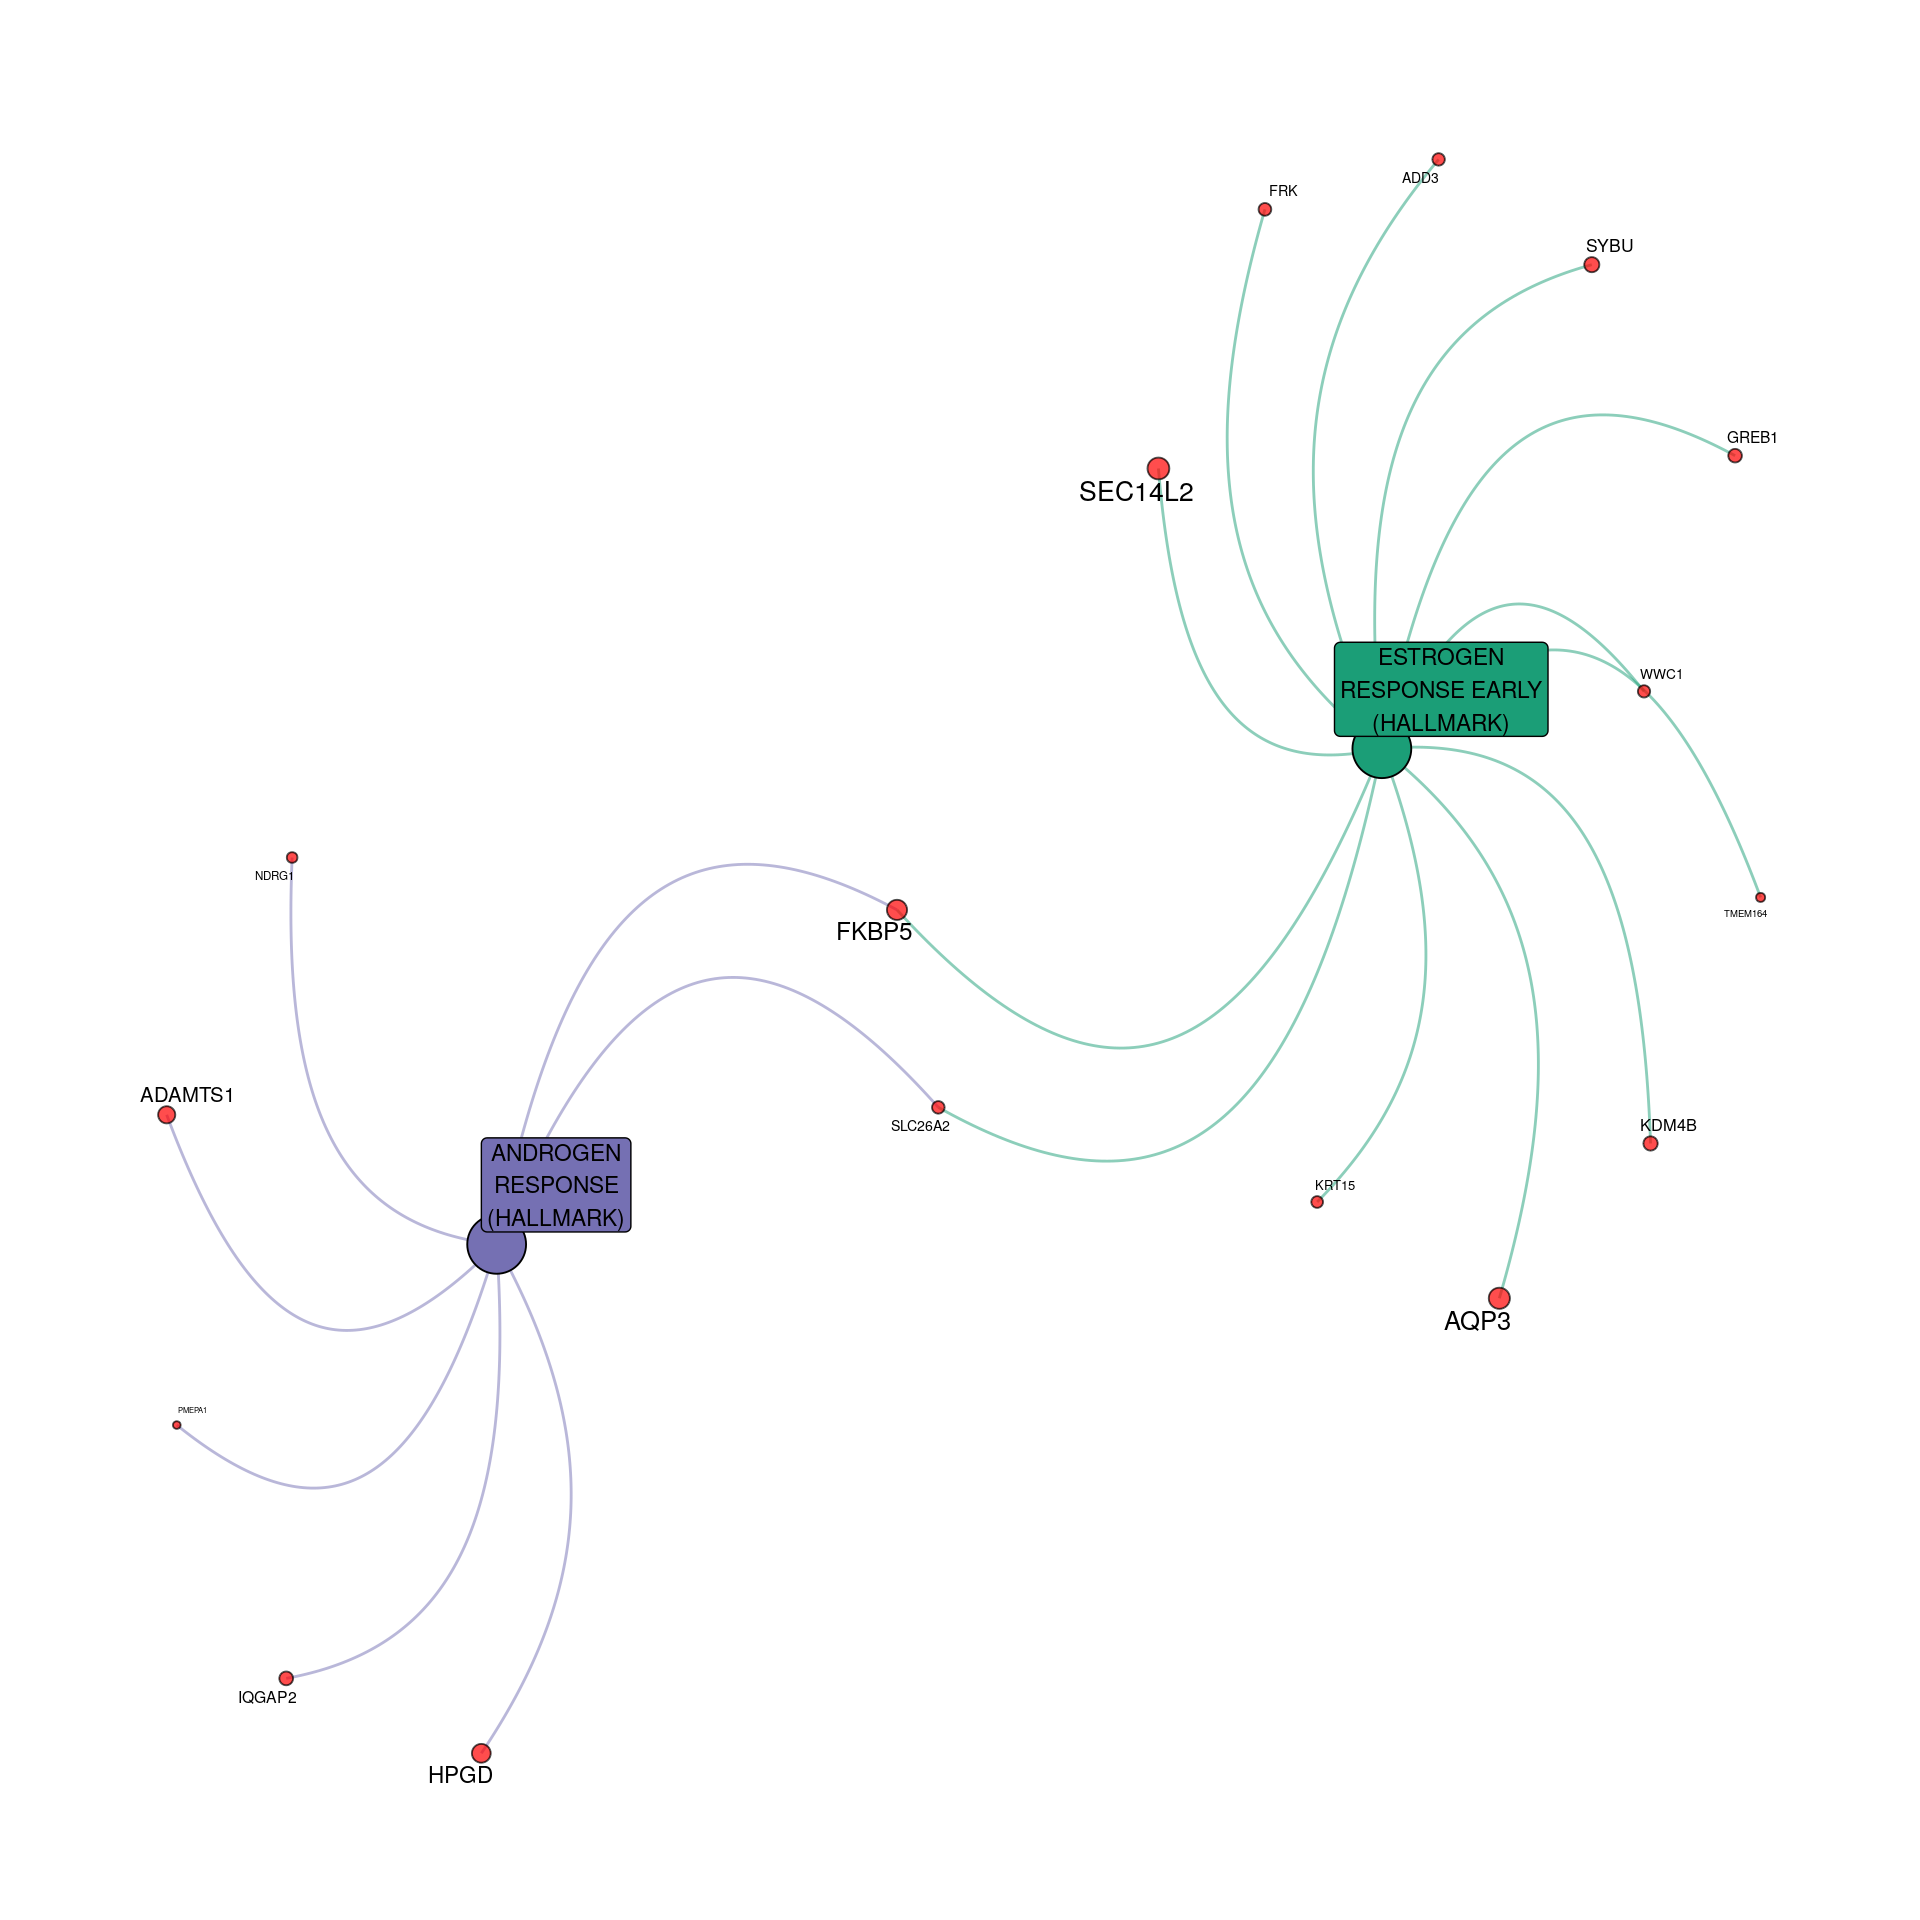 ADD3
FRK
SYBU
GREB1
SEC14L2
ESTROGEN
RESPONSE EARLY
(HALLMARK)
WWC1
NDRG1
TMEM164
FKBP5
ADAMTS1
SLC26A2
KDM4B
ANDROGEN
RESPONSE
(HALLMARK)
KRT15
AQP3
PMEPA1
IQGAP2
HPGD